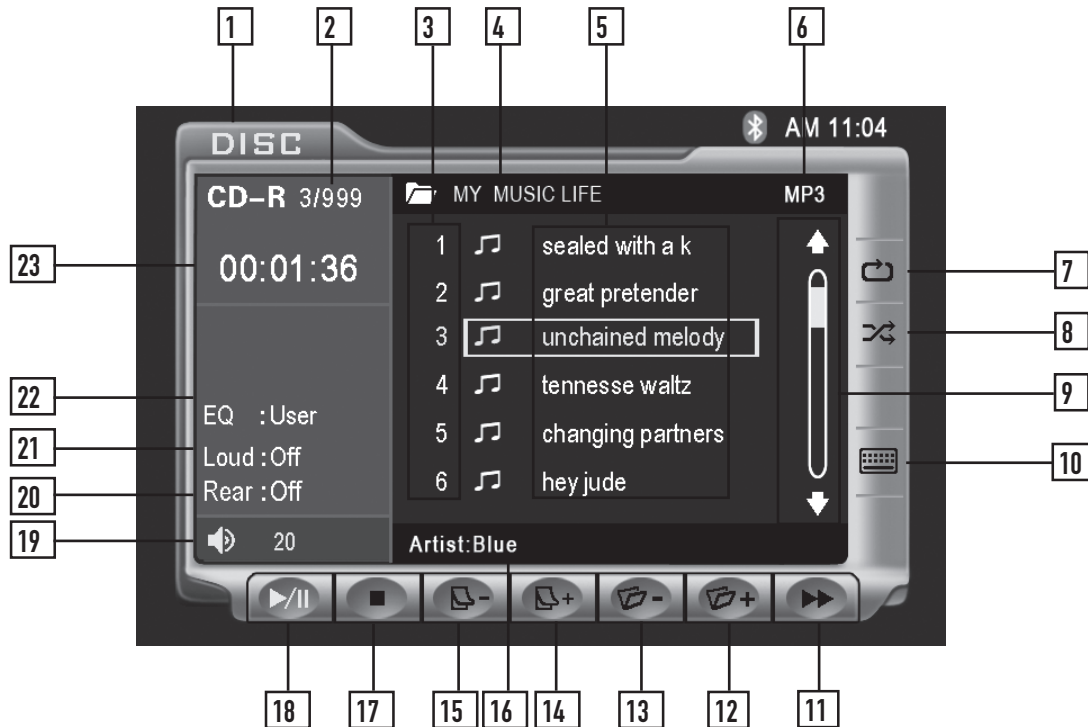 1 2 3 4 5 6
DISC AM 11:04
CD-R 3/999 MY MUSIC LIFE MP3
23 00:01:36
1 sealed with a k
7
2 great pretender
8
3 unchained melody
22 4 tennesse waltz 9
EQ :User
21 5 changing partners
Loud :Off 10
20 Rear :Off 6 hey jude
19 20 Artist:Blue
- + - +
18 17 15 16 14 13 12 11